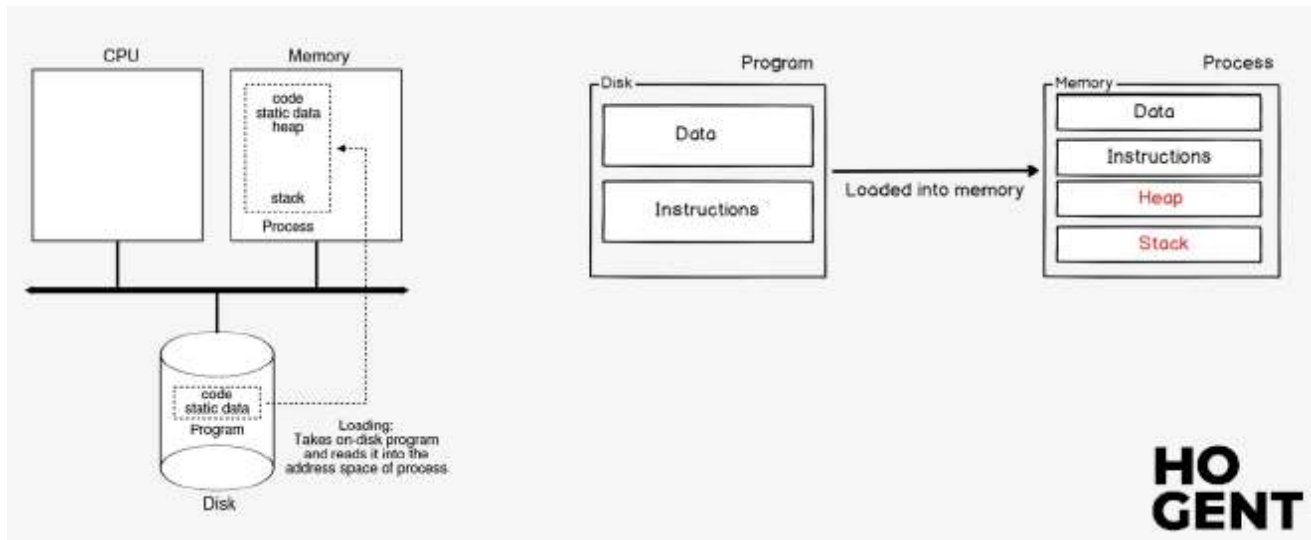 CPU
Memory
code
static data
heap
stack
Process
code
static data
Program
Loading:
Takes on-disk program
and reads it into the
address space of process
Disk
Program
Disk
Data
Instructions
Loaded into memory
Process
Memory
Data
Instructions
Heap
Stack
HO
GENT